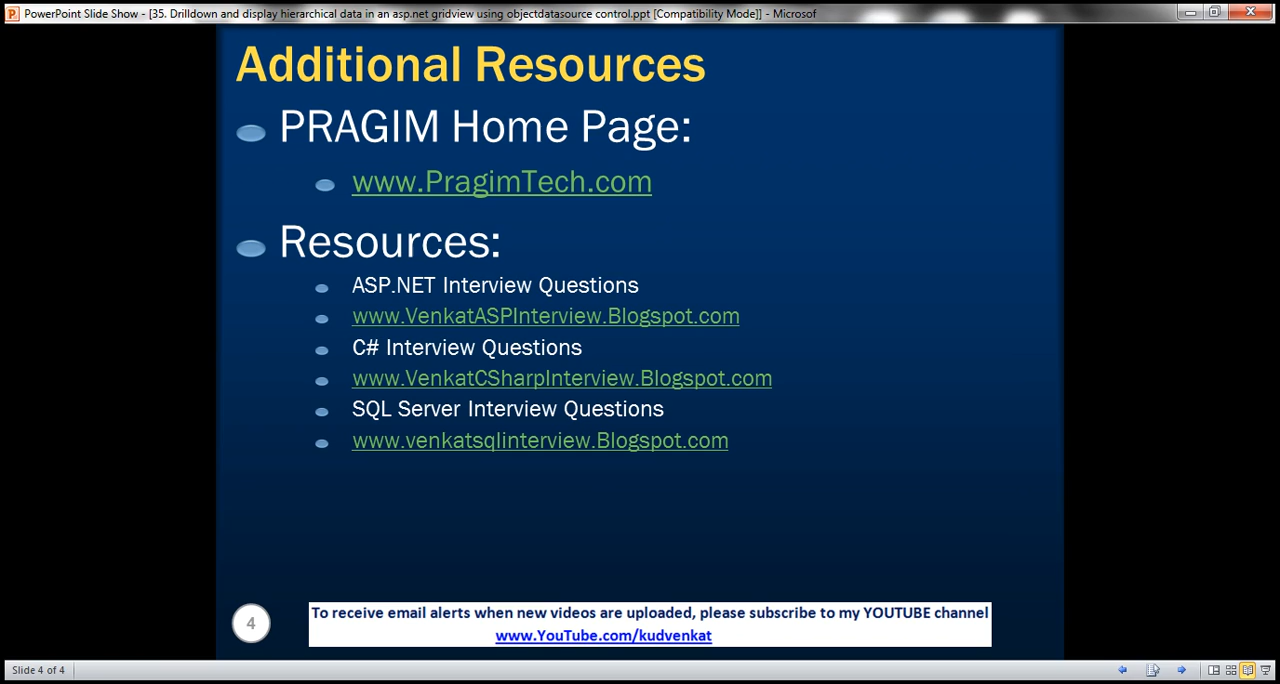 PowerPoint Slide Show - [35. Drilldown and display hierarchical data in an asp.net gridview using objectdatasource control.ppt [Compatibility Mode]] - Microsof
Additional Resources
PRAGIM Home Page:
www.PragimTech.com
Resources:
ASP.NET Interview Questions
www.VenkatASPInterview.Blogspot.com
C# Interview Questions
www.VenkatCSharpInterview.Blogspot.com
SQL Server Interview Questions
www.venkatsqlinterview.Blogspot.com
4
To receive email alerts when new videos are uploaded, please subscribe to my YOUTUBE channel
www.YouTube.com/kudvenkat
Slide 4 of 4